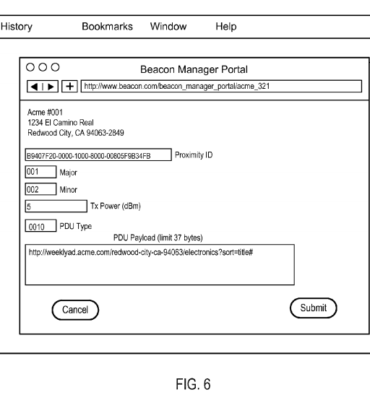 History Bookmarks Window Help
Beacon Manager Portal
http://www.beacon.com/beacon_manager_portal/acme_321
Acme #001
1234 El Camino Real
Redwood City, CA 94063-2849
B9407F20-0000-1000-8000-00805F9B34FB Proximity ID
001 Major
002 Minor
5 Tx Power (dBm)
0010 PDU Type
PDU Payload (limit 37 bytes)
http://weeklyad.acme.com/redwood-city-ca-94063/electronics?sort=title#
Cancel Submit
FIG. 6